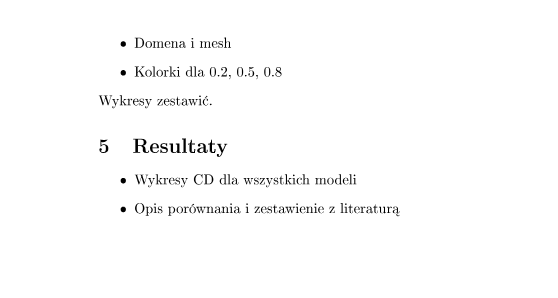 • Domena i mesh
• Kolorki dla 0.2, 0.5, 0.8
Wykresy zestawić.
5 Resultaty
• Wykresy CD dla wszystkich modeli
• Opis porównania i zestawienie z literaturą